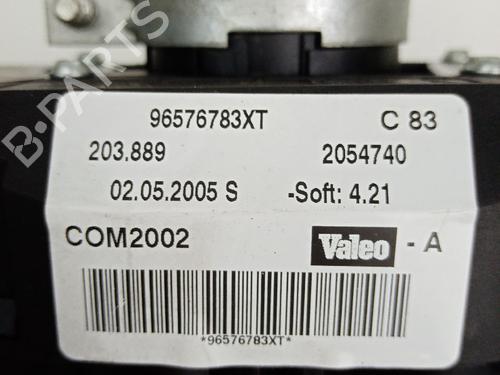 96576783XT C 83
203.889 2054740
02.05.2005 S -Soft: 4.21
COM2002 Valeo - A
*96576783XT*
B-PARTS